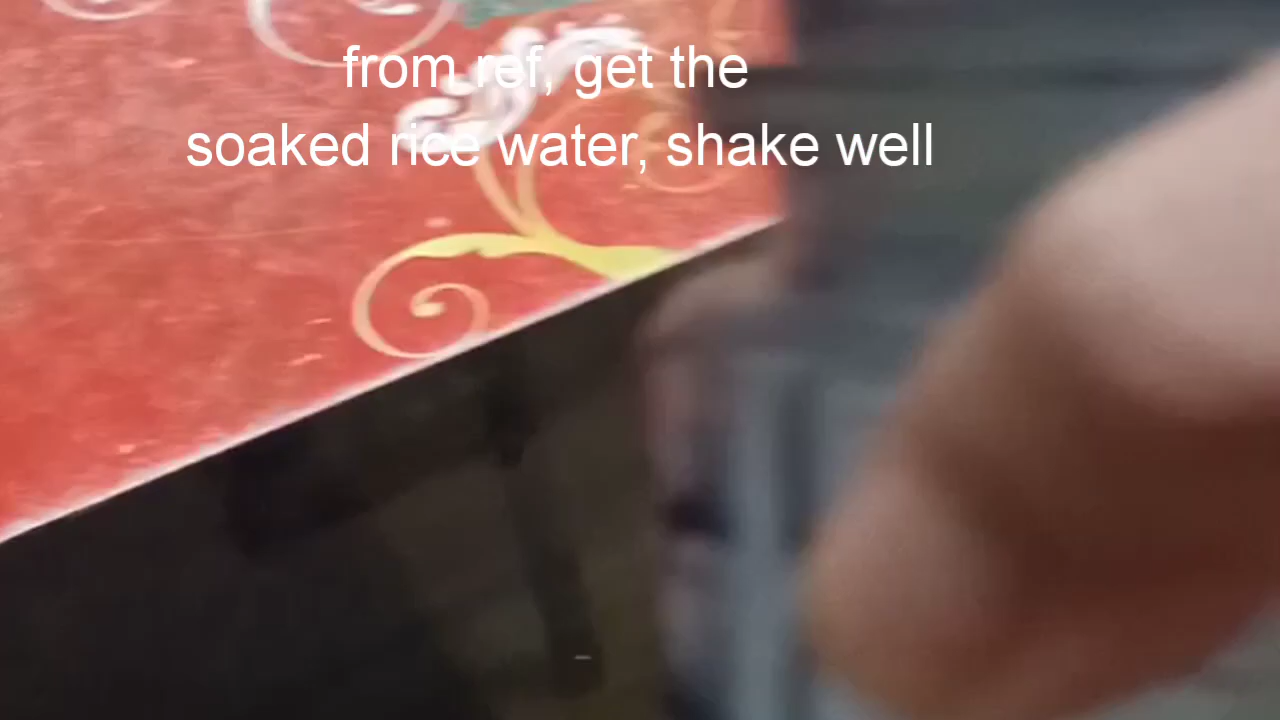 from ref, get the
soaked rice water, shake well